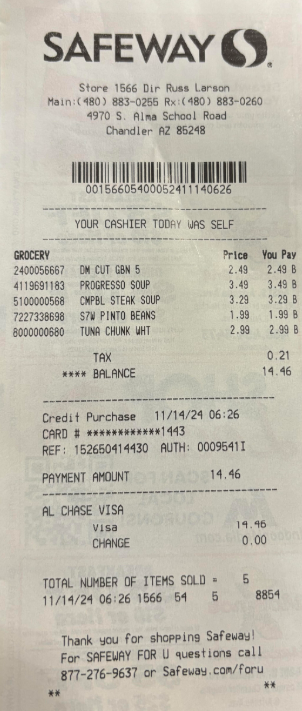 SAFEWAY
Store 1566 Dir Russ Larson
Main:(480) 883-0255 Rx:(480) 883-0260
4970 S. Alma School Road
Chandler AZ 85248
00156605400052411140626
YOUR CASHIER TODAY WAS SELF
GROCERY Price You Pay
2400056667 DM CUT GBN 5 2.49 2.49 B
4119691183 PROGRESSO SOUP 3.49 3.49 B
5100000568 CMPBL STEAK SOUP 3.29 3.29 B
7227338698 S&W PINTO BEANS 1.99 1.99 B
8000000680 TUNA CHUNK WHT 2.99 2.99 B
TAX 0.21
**** BALANCE 14.46
Credit Purchase 11/14/24 06:26
CARD # ************1443
REF: 152650414430 AUTH: 0009541I
PAYMENT AMOUNT 14.46
AL CHASE VISA
Visa 14.46
CHANGE 0.00
TOTAL NUMBER OF ITEMS SOLD = 5
11/14/24 06:26 1566 54 5 8854
Thank you for shopping Safeway!
For SAFEWAY FOR U questions call
877-276-9637 or Safeway.com/foru
** **